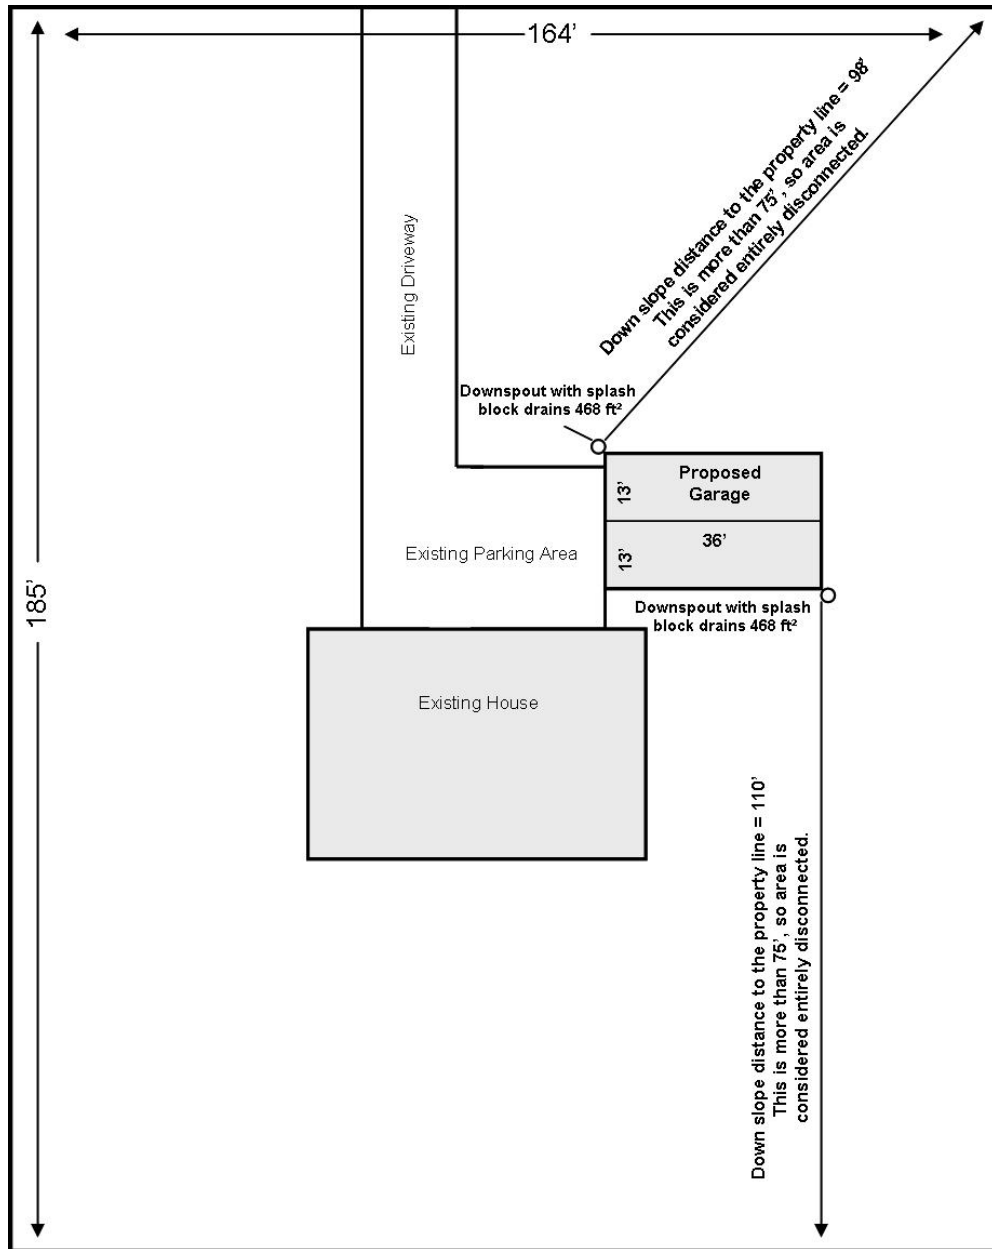 164’
Down slope distance to the property line = 98’
This is more than 75’, so area is
considered entirely disconnected.
Existing Driveway
Downspout with splash
block drains 468 ft²
Proposed
Garage
13’
36’
13’
Existing Parking Area
185’
Downspout with splash
block drains 468 ft²
Existing House
Down slope distance to the property line = 110’
This is more than 75’, so area is
considered entirely disconnected.